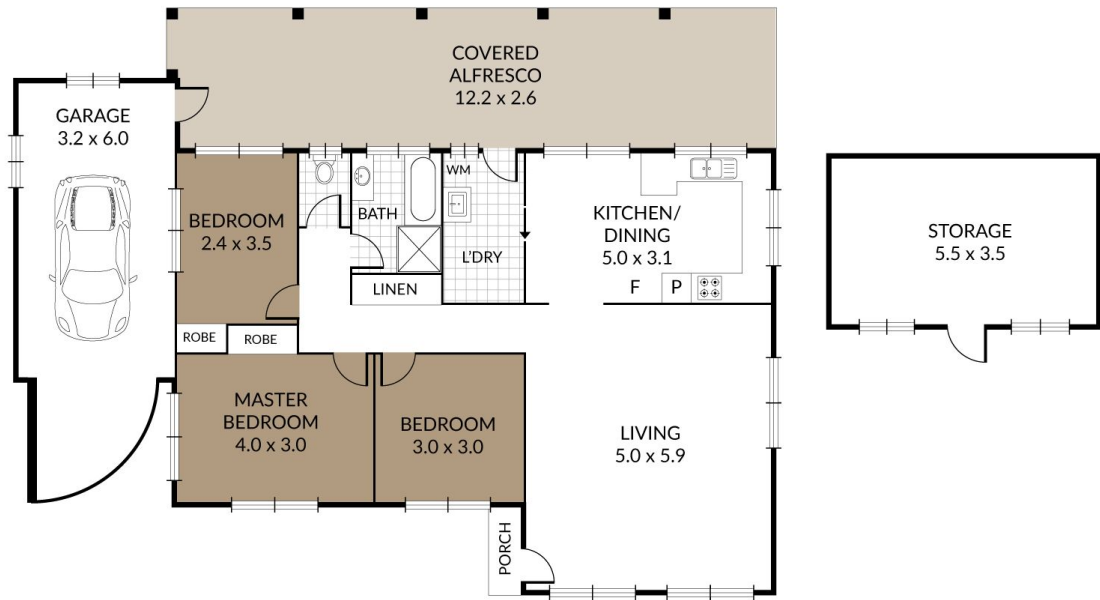 COVERED
ALFRESCO
12.2 x 2.6
GARAGE
3.2 x 6.0
BEDROOM
2.4 x 3.5
BATH
WM
L'DRY
LINEN
KITCHEN/
DINING
5.0 x 3.1
F
P
STORAGE
5.5 x 3.5
ROBE
ROBE
MASTER
BEDROOM
4.0 x 3.0
BEDROOM
3.0 x 3.0
LIVING
5.0 x 5.9
PORCH